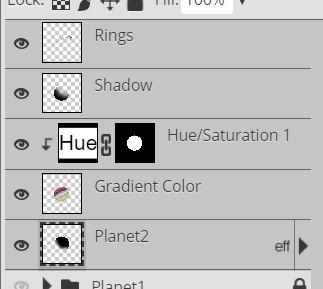 Lock: Fill: 100%
Rings
Shadow
Hue Hue/Saturation 1
Gradient Color
Planet2 eff
Planet1